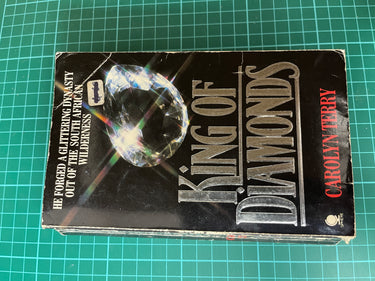 HE FORGED A GLITTERING DYNASTY
OUT OF THE SOUTH AFRICAN
WILDERNESS
KING OF
DIAMONDS
CAROLYN TERRY